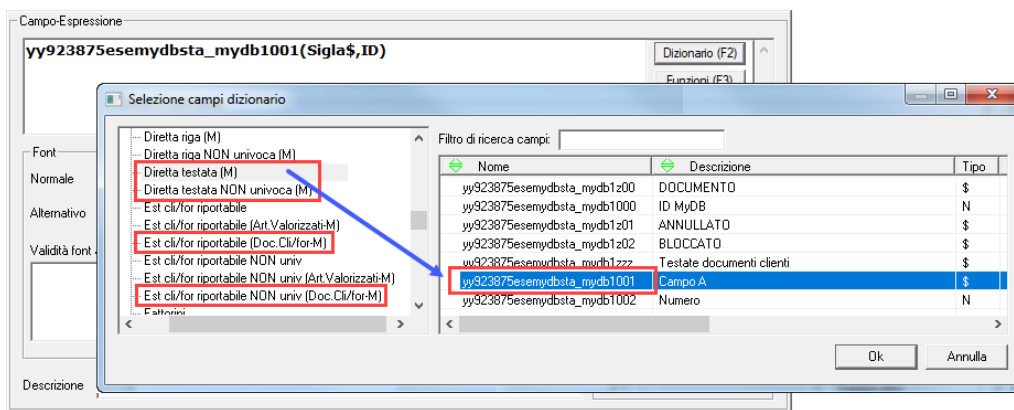 Campo-Espressione
yy923875esemydbsta_mydb1001(Sigla$,ID)
Dizionario (F2)
Funzioni (F3)
Selezione campi dizionario
Diretta riga (M)
Diretta riga NON univoca (M)
Diretta testata (M)
Diretta testata NON univoca (M)
Est cli/for riportabile
Est cli/for riportabile (Art.Valorizzati-M)
Est cli/for riportabile (Doc.Cli/for-M)
Est cli/for riportabile NON univ
Est cli/for riportabile NON univ (Art.Valorizzati-M)
Est cli/for riportabile NON univ (Doc.Cli/for-M)
Fattorini
Filtro di ricerca campi:
Nome Descrizione Tipo
yy923875esemydbsta_mydb1z00 DOCUMENTO $
yy923875esemydbsta_mydb1000 ID MyDB N
yy923875esemydbsta_mydb1z01 ANNULLATO $
yy923875esemydbsta_mydb1z02 BLOCCATO $
yy923875esemydbsta_mydb1zzz Testate documenti clienti $
yy923875esemydbsta_mydb1001 Campo A $
yy923875esemydbsta_mydb1002 Numero N
Ok Annulla
Font
Normale
Alternativo
Validità font
Descrizione